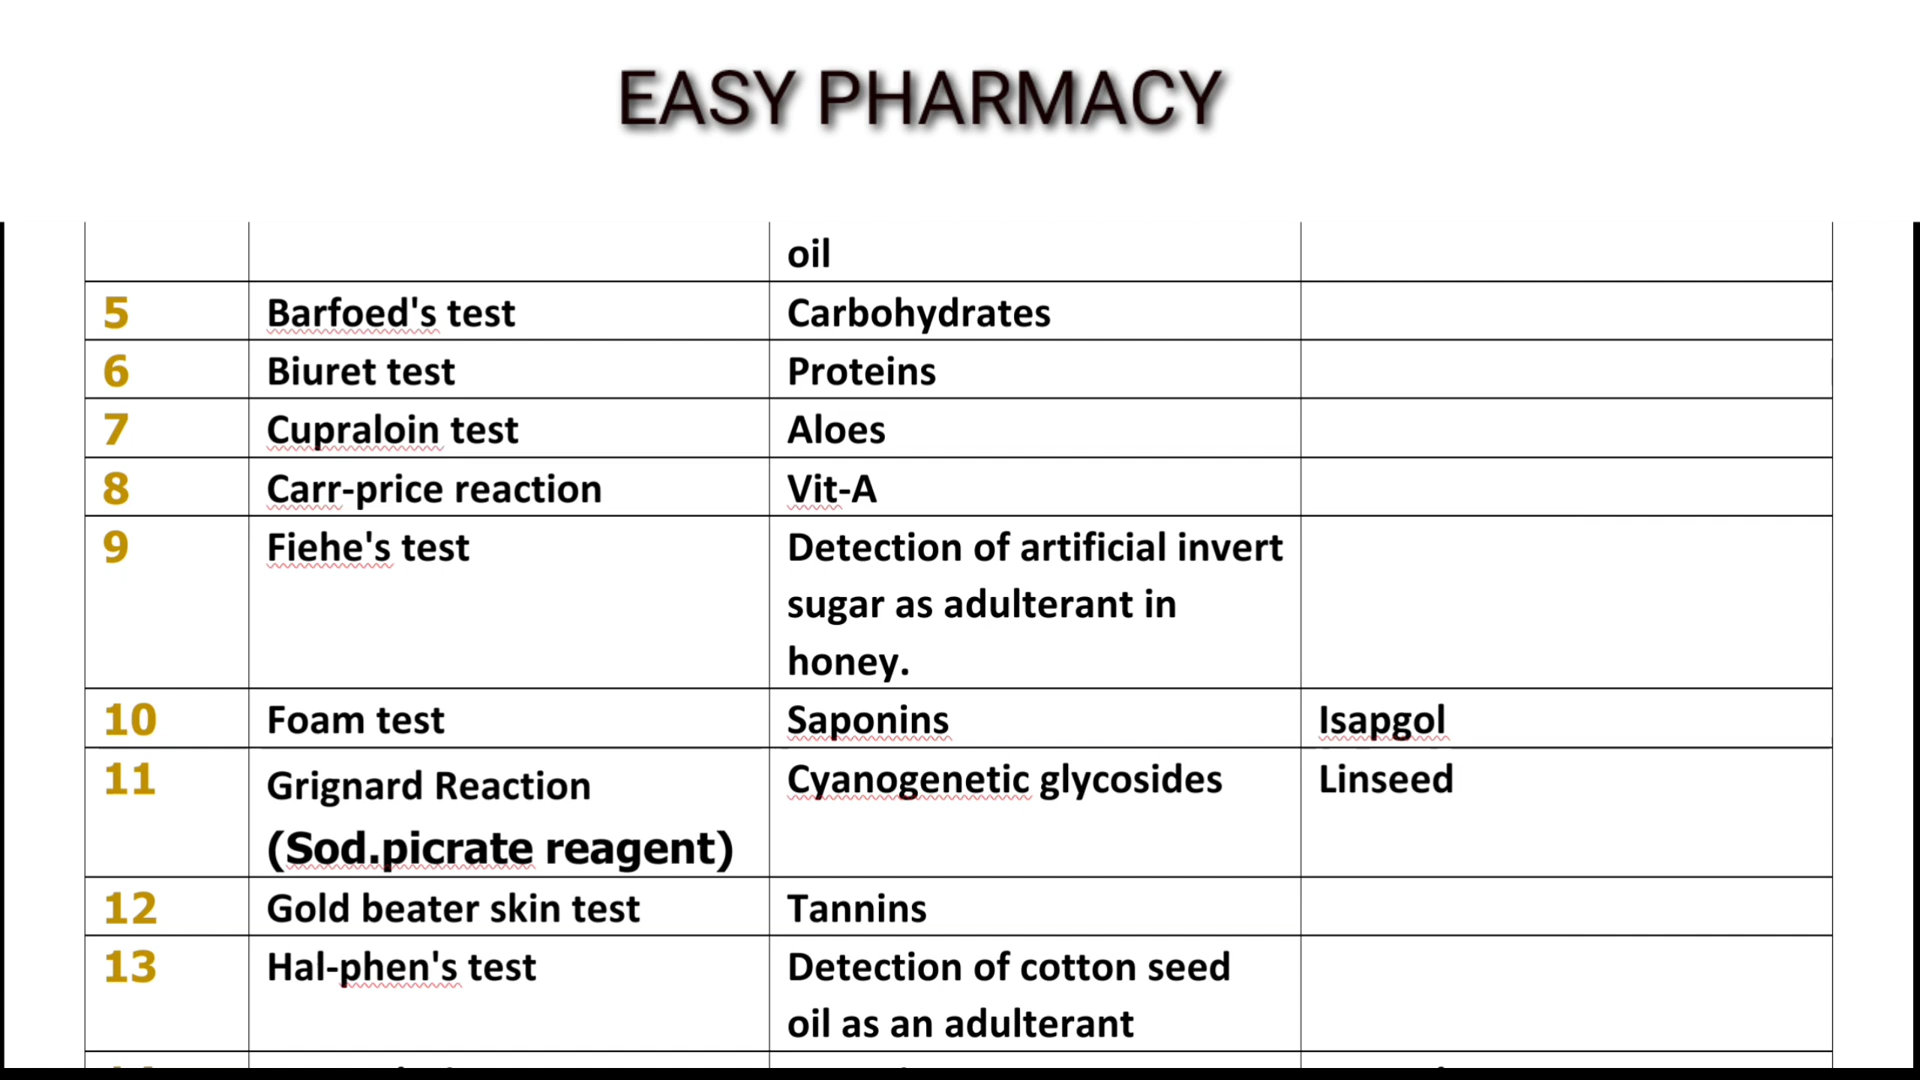 EASY PHARMACY
oil
5 Barfoed's test Carbohydrates
6 Biuret test Proteins
7 Cupraloin test Aloes
8 Carr-price reaction Vit-A
9 Fiehe's test Detection of artificial invert
sugar as adulterant in
honey.
10 Foam test Saponins Isapgol
11 Grignard Reaction Cyanogenetic glycosides Linseed
(Sod.picrate reagent)
12 Gold beater skin test Tannins
13 Hal-phen's test Detection of cotton seed
oil as an adulterant